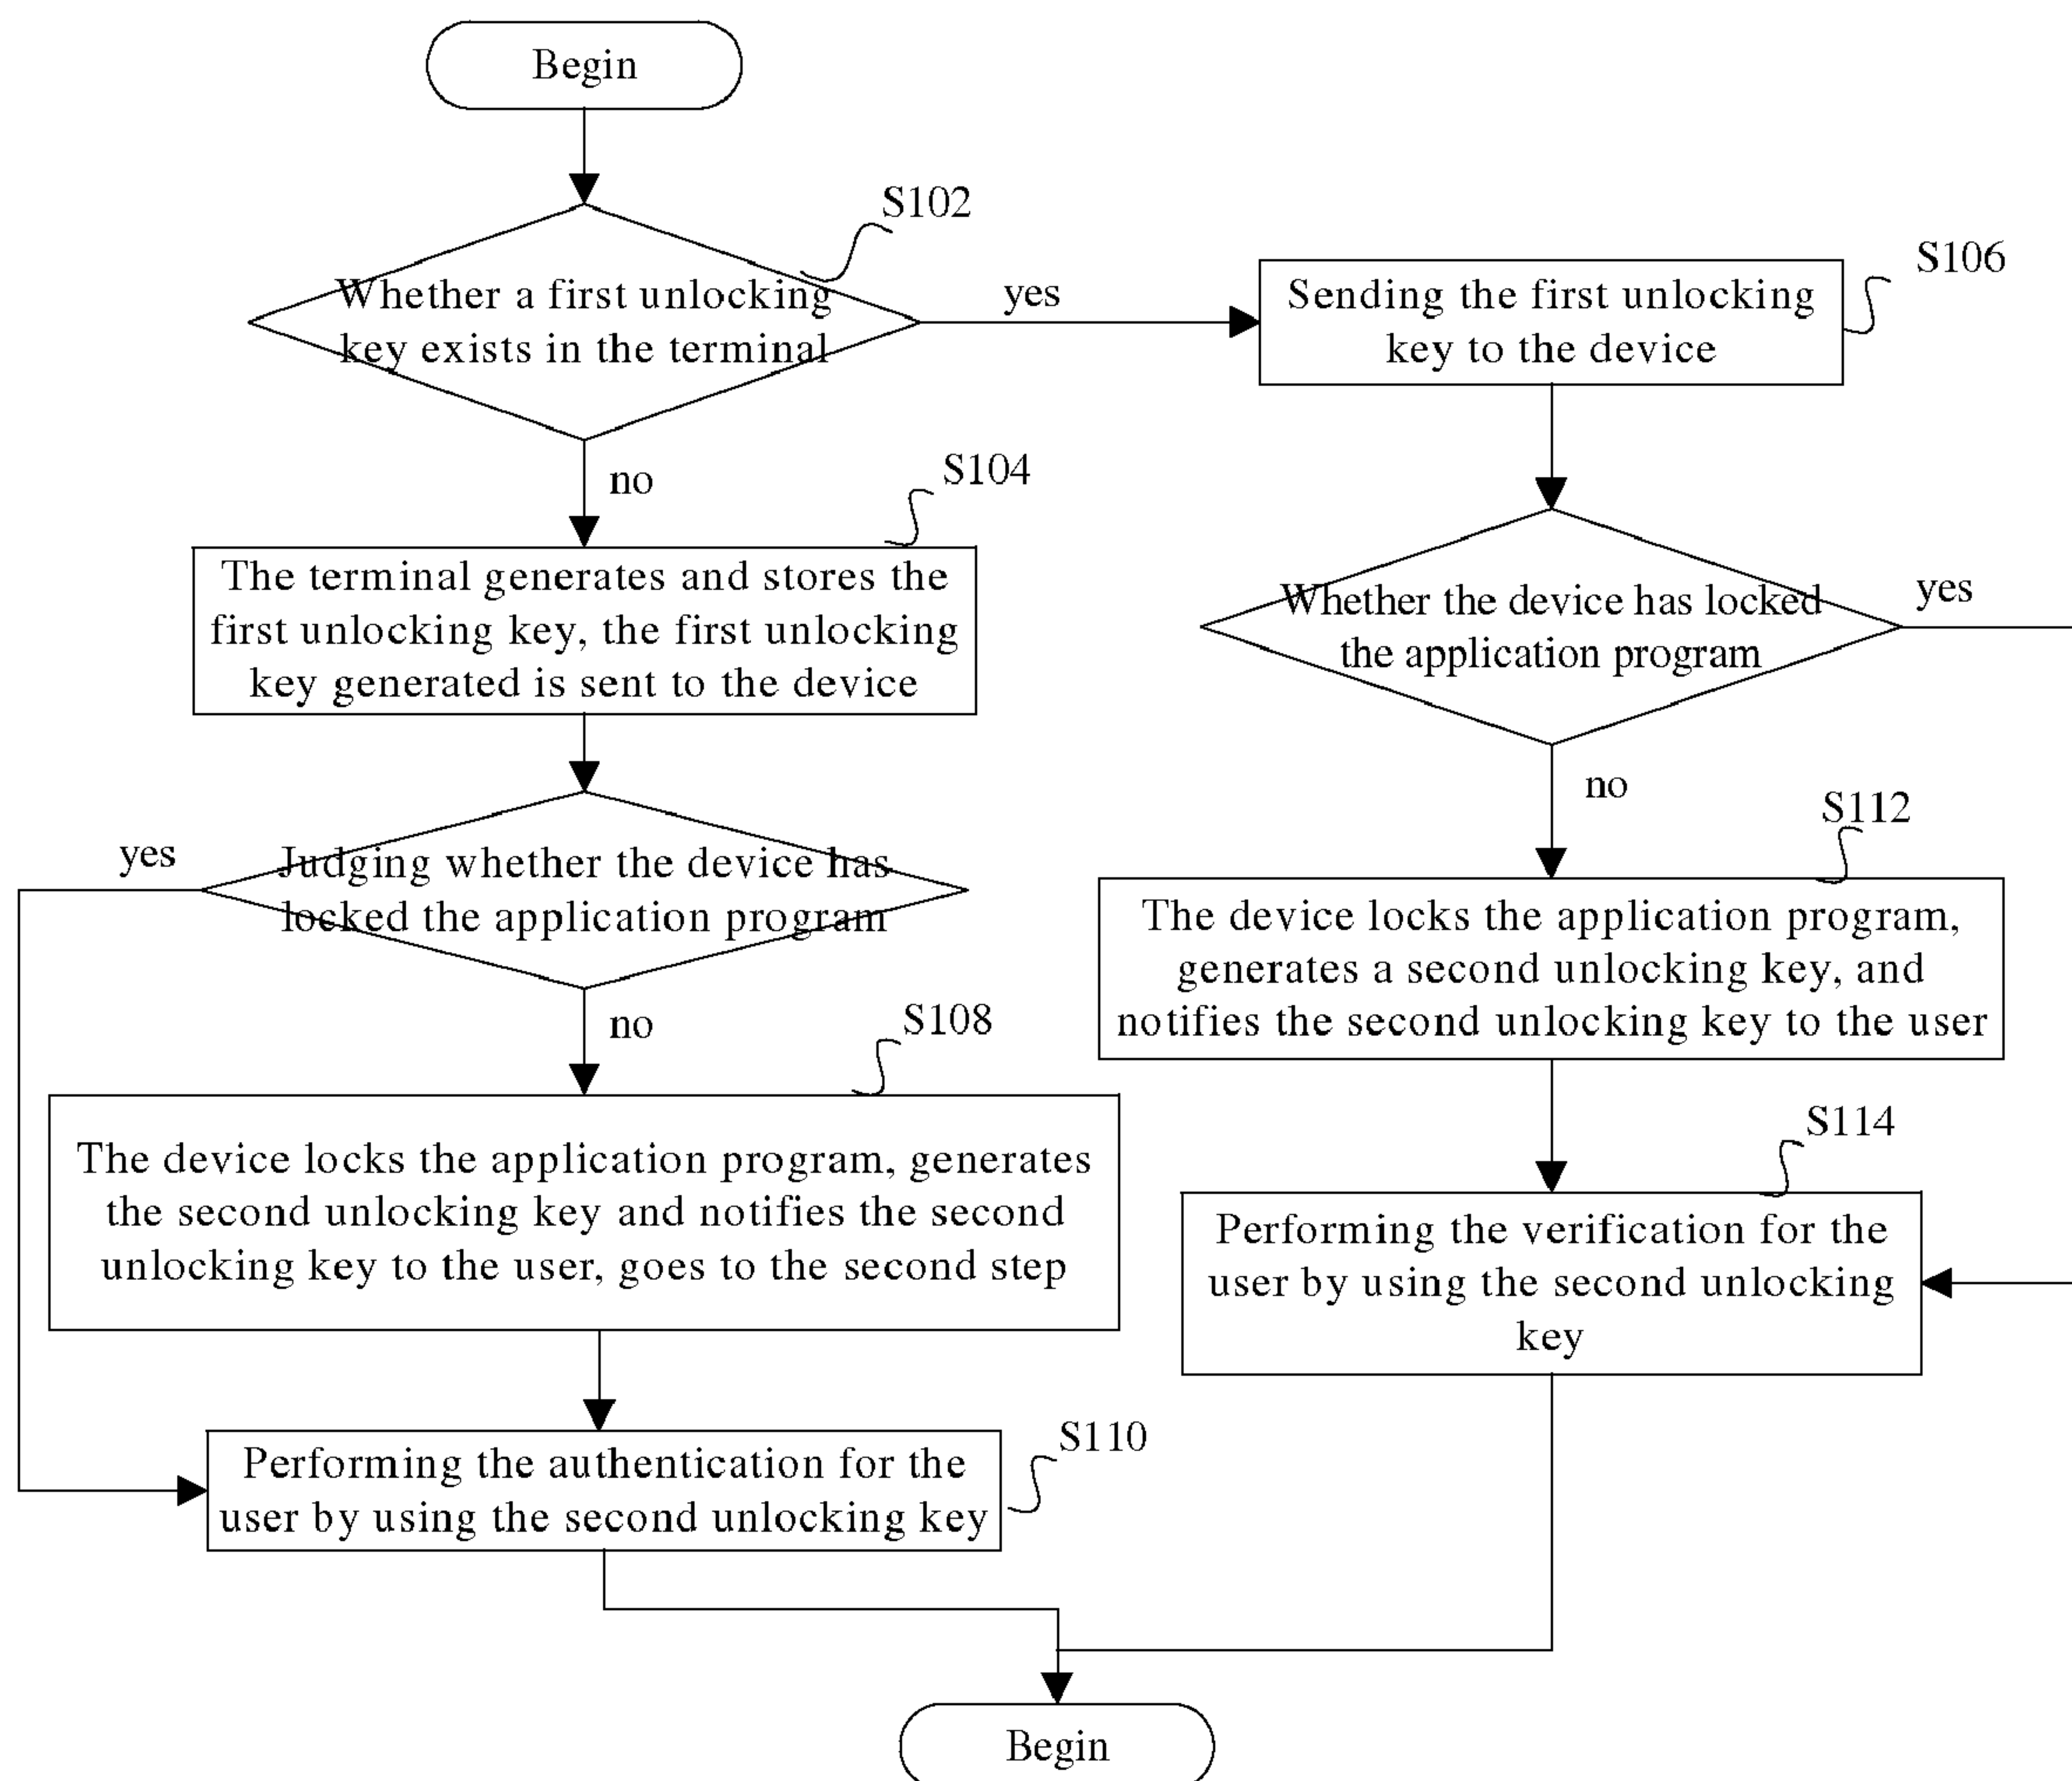 Begin
S102
Whether a first unlocking
key exists in the terminal
yes
S106
Sending the first unlocking
key to the device
no
S104
The terminal generates and stores the
first unlocking key, the first unlocking
key generated is sent to the device
Whether the device has locked
the application program
yes
no
yes
Judging whether the device has
locked the application program
no
S108
The device locks the application program, generates
the second unlocking key and notifies the second
unlocking key to the user, goes to the second step
S112
The device locks the application program,
generates a second unlocking key, and
notifies the second unlocking key to the user
S114
Performing the verification for the
user by using the second unlocking
key
S110
Performing the authentication for the
user by using the second unlocking key
Begin